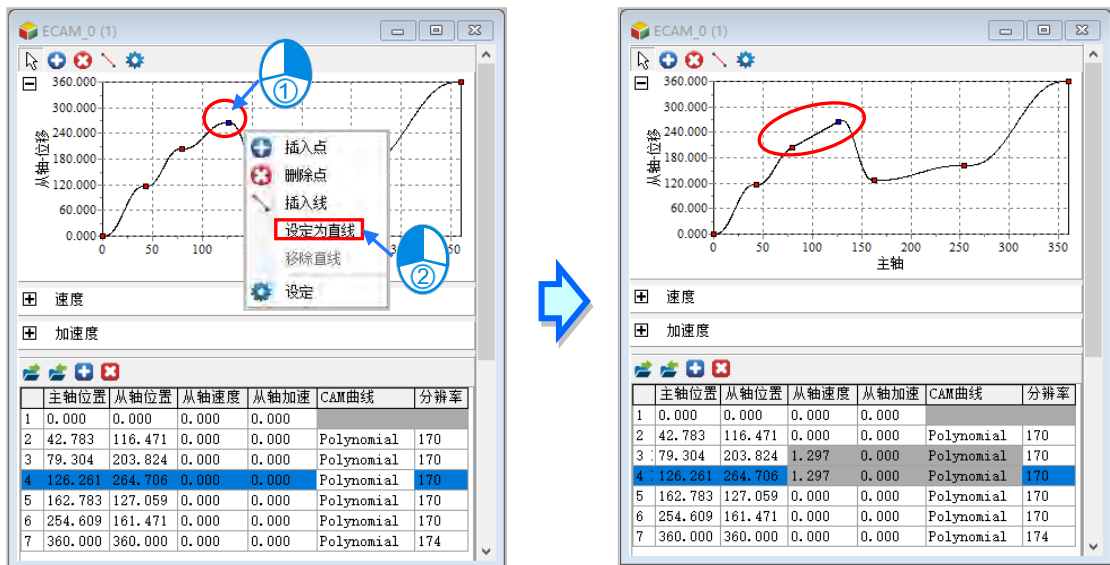 ECAM_0 (1)
360.000
300.000
240.000
180.000
120.000
60.000
0.000
从轴-位移
0 50 100 3 50
①
插入点
删除点
插入线
设定为直线
移除直线
设定
②
速度
加速度
主轴位置 从轴位置 从轴速度 从轴加速 CAM曲线 分辨率
1 0.000 0.000 0.000 0.000
2 42.783 116.471 0.000 0.000 Polynomial 170
3 79.304 203.824 0.000 0.000 Polynomial 170
4 126.261 264.706 0.000 0.000 Polynomial 170
5 162.783 127.059 0.000 0.000 Polynomial 170
6 254.609 161.471 0.000 0.000 Polynomial 170
7 360.000 360.000 0.000 0.000 Polynomial 174
ECAM_0 (1)
360.000
300.000
240.000
180.000
120.000
60.000
0.000
从轴-位移
0 50 100 150 200 250 300 350
主轴
速度
加速度
主轴位置 从轴位置 从轴速度 从轴加速 CAM曲线 分辨率
1 0.000 0.000 0.000 0.000
2 42.783 116.471 0.000 0.000 Polynomial 170
3 : 79.304 203.824 1.297 0.000 Polynomial 170
4 : 126.261 264.706 1.297 0.000 Polynomial 170
5 162.783 127.059 0.000 0.000 Polynomial 170
6 254.609 161.471 0.000 0.000 Polynomial 170
7 360.000 360.000 0.000 0.000 Polynomial 174